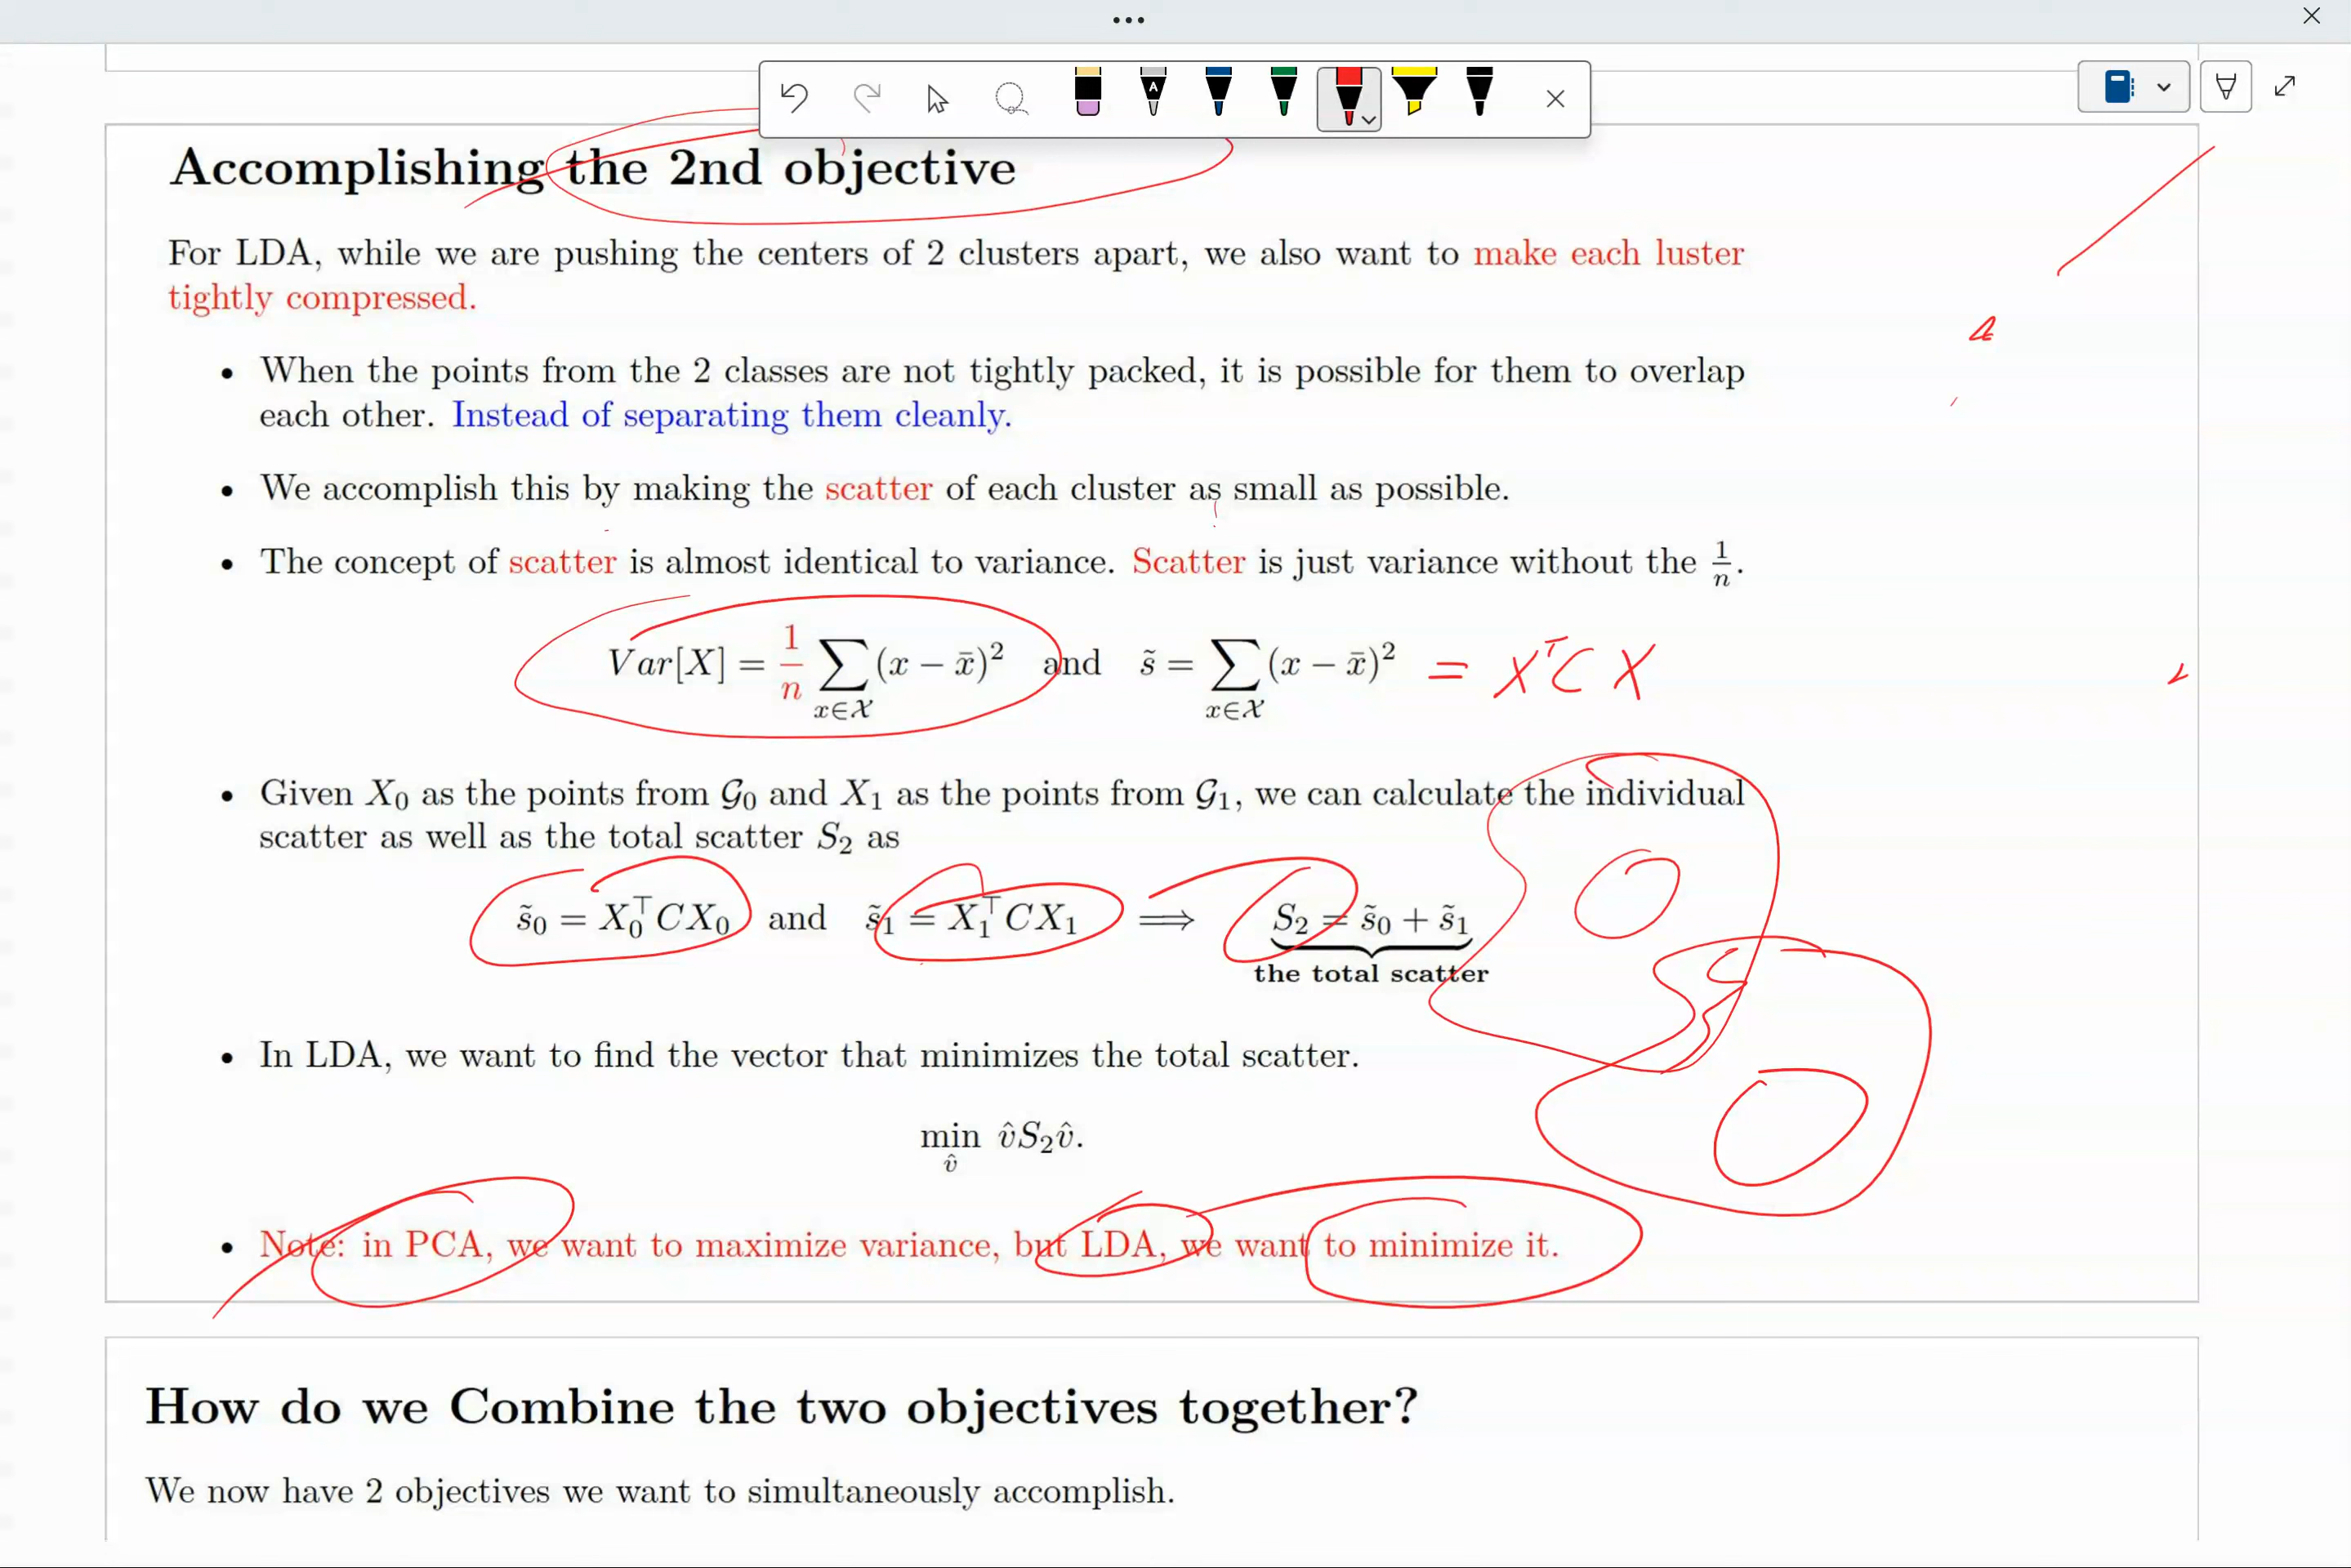 Accomplishing the 2nd objective
For LDA, while we are pushing the centers of 2 clusters apart, we also want to make each luster
tightly compressed.
• When the points from the 2 classes are not tightly packed, it is possible for them to overlap
each other. Instead of separating them cleanly.
• We accomplish this by making the scatter of each cluster as small as possible.
• The concept of scatter is almost identical to variance. Scatter is just variance without the 1/n.
Var[X] = 1/n ∑_{x∈𝒳} (x − x̄)² and s̃ = ∑_{x∈𝒳} (x − x̄)² = XᵀCX
• Given X₀ as the points from 𝒢₀ and X₁ as the points from 𝒢₁, we can calculate the individual
scatter as well as the total scatter S₂ as
s̃₀ = X₀^⊤CX₀ and s̃₁ = X₁^⊤CX₁ ⟹ S₂ = s̃₀ + s̃₁
the total scatter
• In LDA, we want to find the vector that minimizes the total scatter.
min_{v̂} v̂S₂v̂.
• Note: in PCA, we want to maximize variance, but LDA, we want to minimize it.
How do we Combine the two objectives together?
We now have 2 objectives we want to simultaneously accomplish.